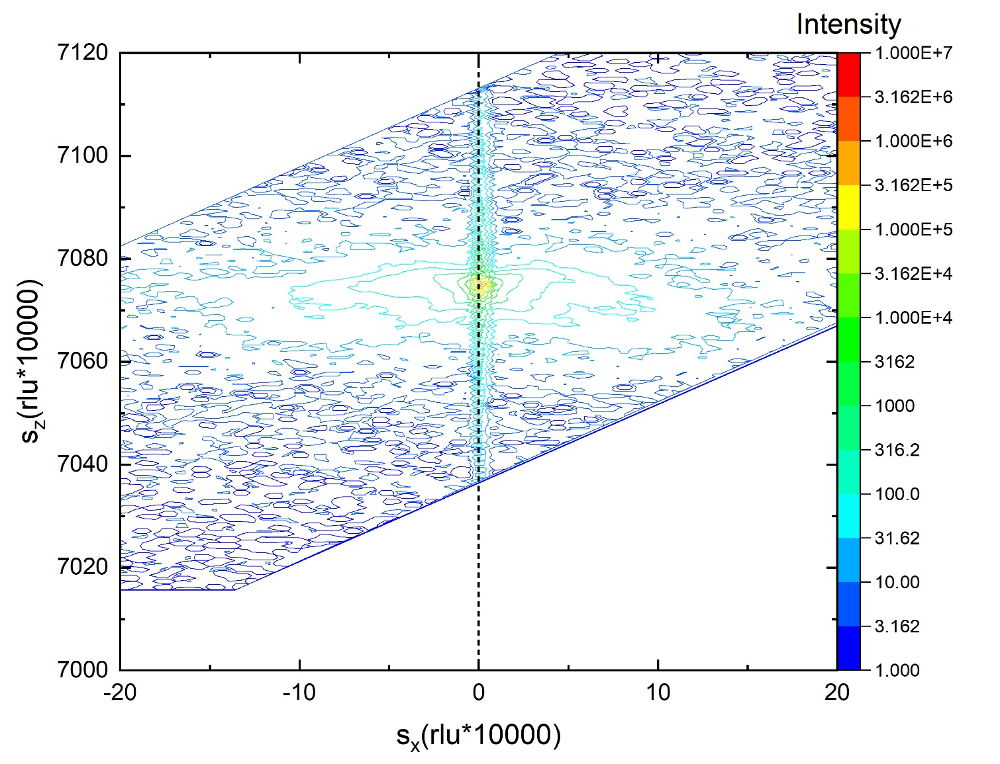 Intensity
7120
7100
7080
7060
7040
7020
7000
-20
-10
0
10
20
sz(rlu*10000)
sx(rlu*10000)
1.000E+7
3.162E+6
1.000E+6
3.162E+5
1.000E+5
3.162E+4
1.000E+4
3162
1000
316.2
100.0
31.62
10.00
3.162
1.000